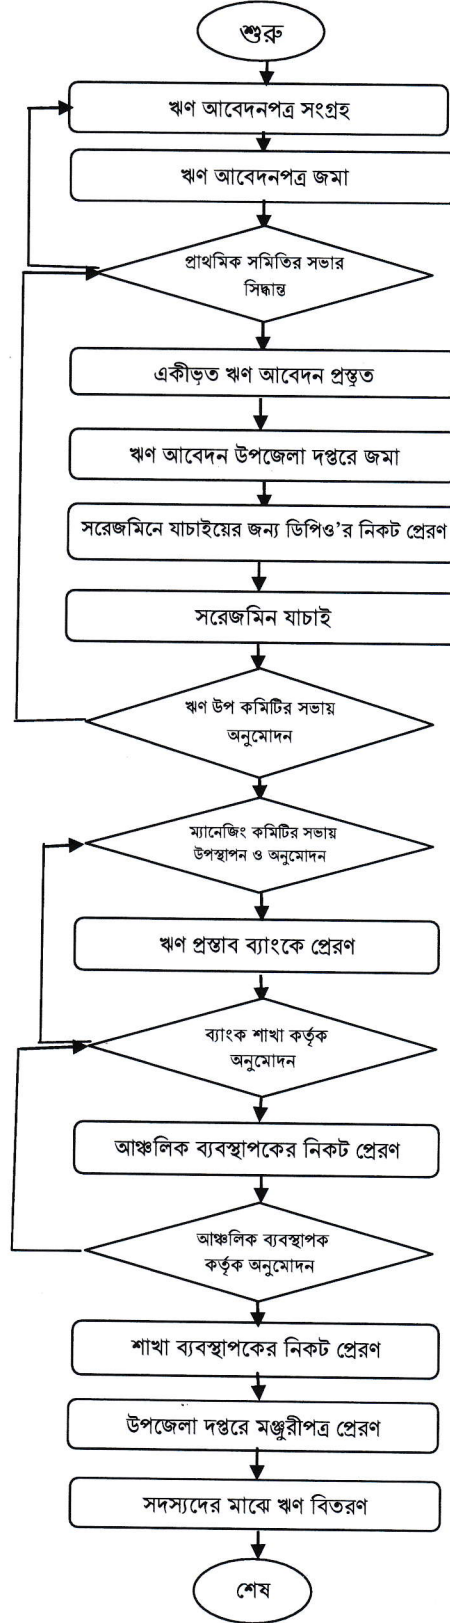 শুরু
ঋণ আবেদনপত্র সংগ্রহ
ঋণ আবেদনপত্র জমা
প্রাথমিক সমিতির সভার
সিদ্ধান্ত
একীভূত ঋণ আবেদন প্রস্তুত
ঋণ আবেদন উপজেলা দপ্তরে জমা
সরেজমিনে যাচাইয়ের জন্য ডিপিও'র নিকট প্রেরণ
সরেজমিন যাচাই
ঋণ উপ কমিটির সভায়
অনুমোদন
ম্যানেজিং কমিটির সভায়
উপস্থাপন ও অনুমোদন
ঋণ প্রস্তাব ব্যাংকে প্রেরণ
ব্যাংক শাখা কর্তৃক
অনুমোদন
আঞ্চলিক ব্যবস্থাপকের নিকট প্রেরণ
আঞ্চলিক ব্যবস্থাপক
কর্তৃক অনুমোদন
শাখা ব্যবস্থাপকের নিকট প্রেরণ
উপজেলা দপ্তরে মঞ্জুরীপত্র প্রেরণ
সদস্যদের মাঝে ঋণ বিতরণ
শেষ